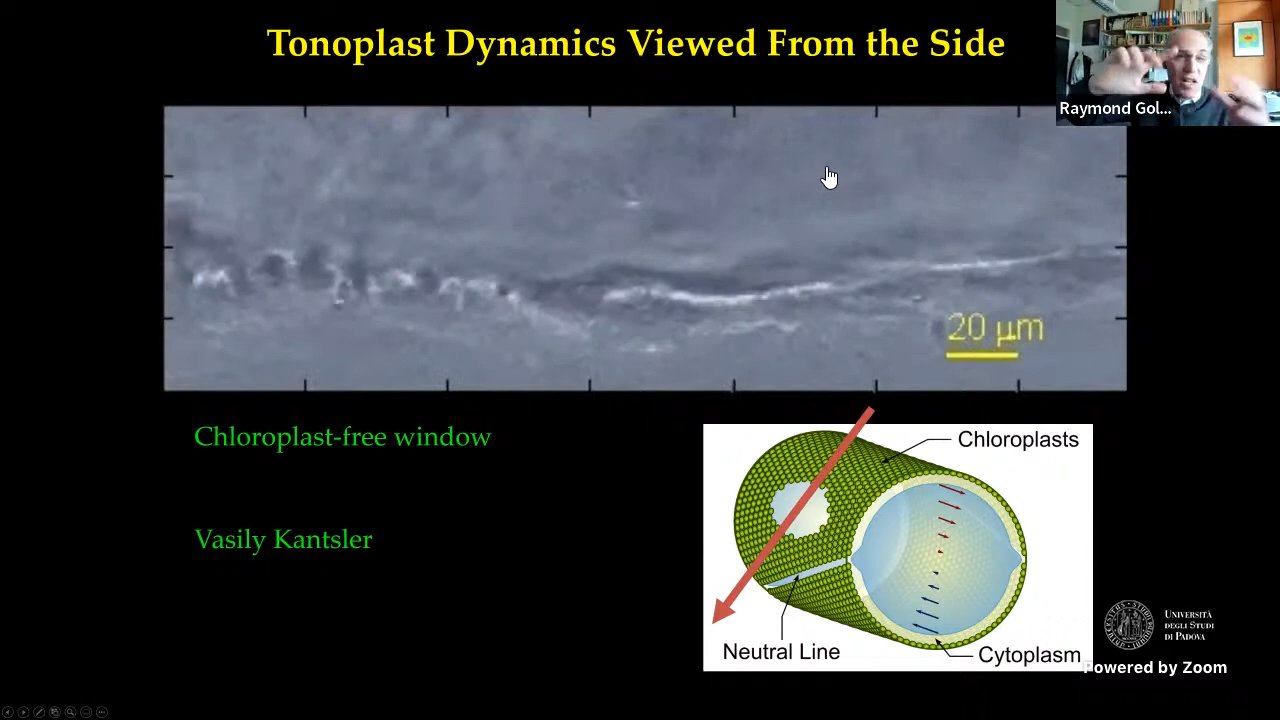 Tonoplast Dynamics Viewed From the Side
Raymond Gol...
20 μm
Chloroplast-free window
Chloroplasts
Vasily Kantsler
Neutral Line
Cytoplasm
UNIVERSITÀ
DEGLI STUDI
DI PADOVA
Powered by Zoom